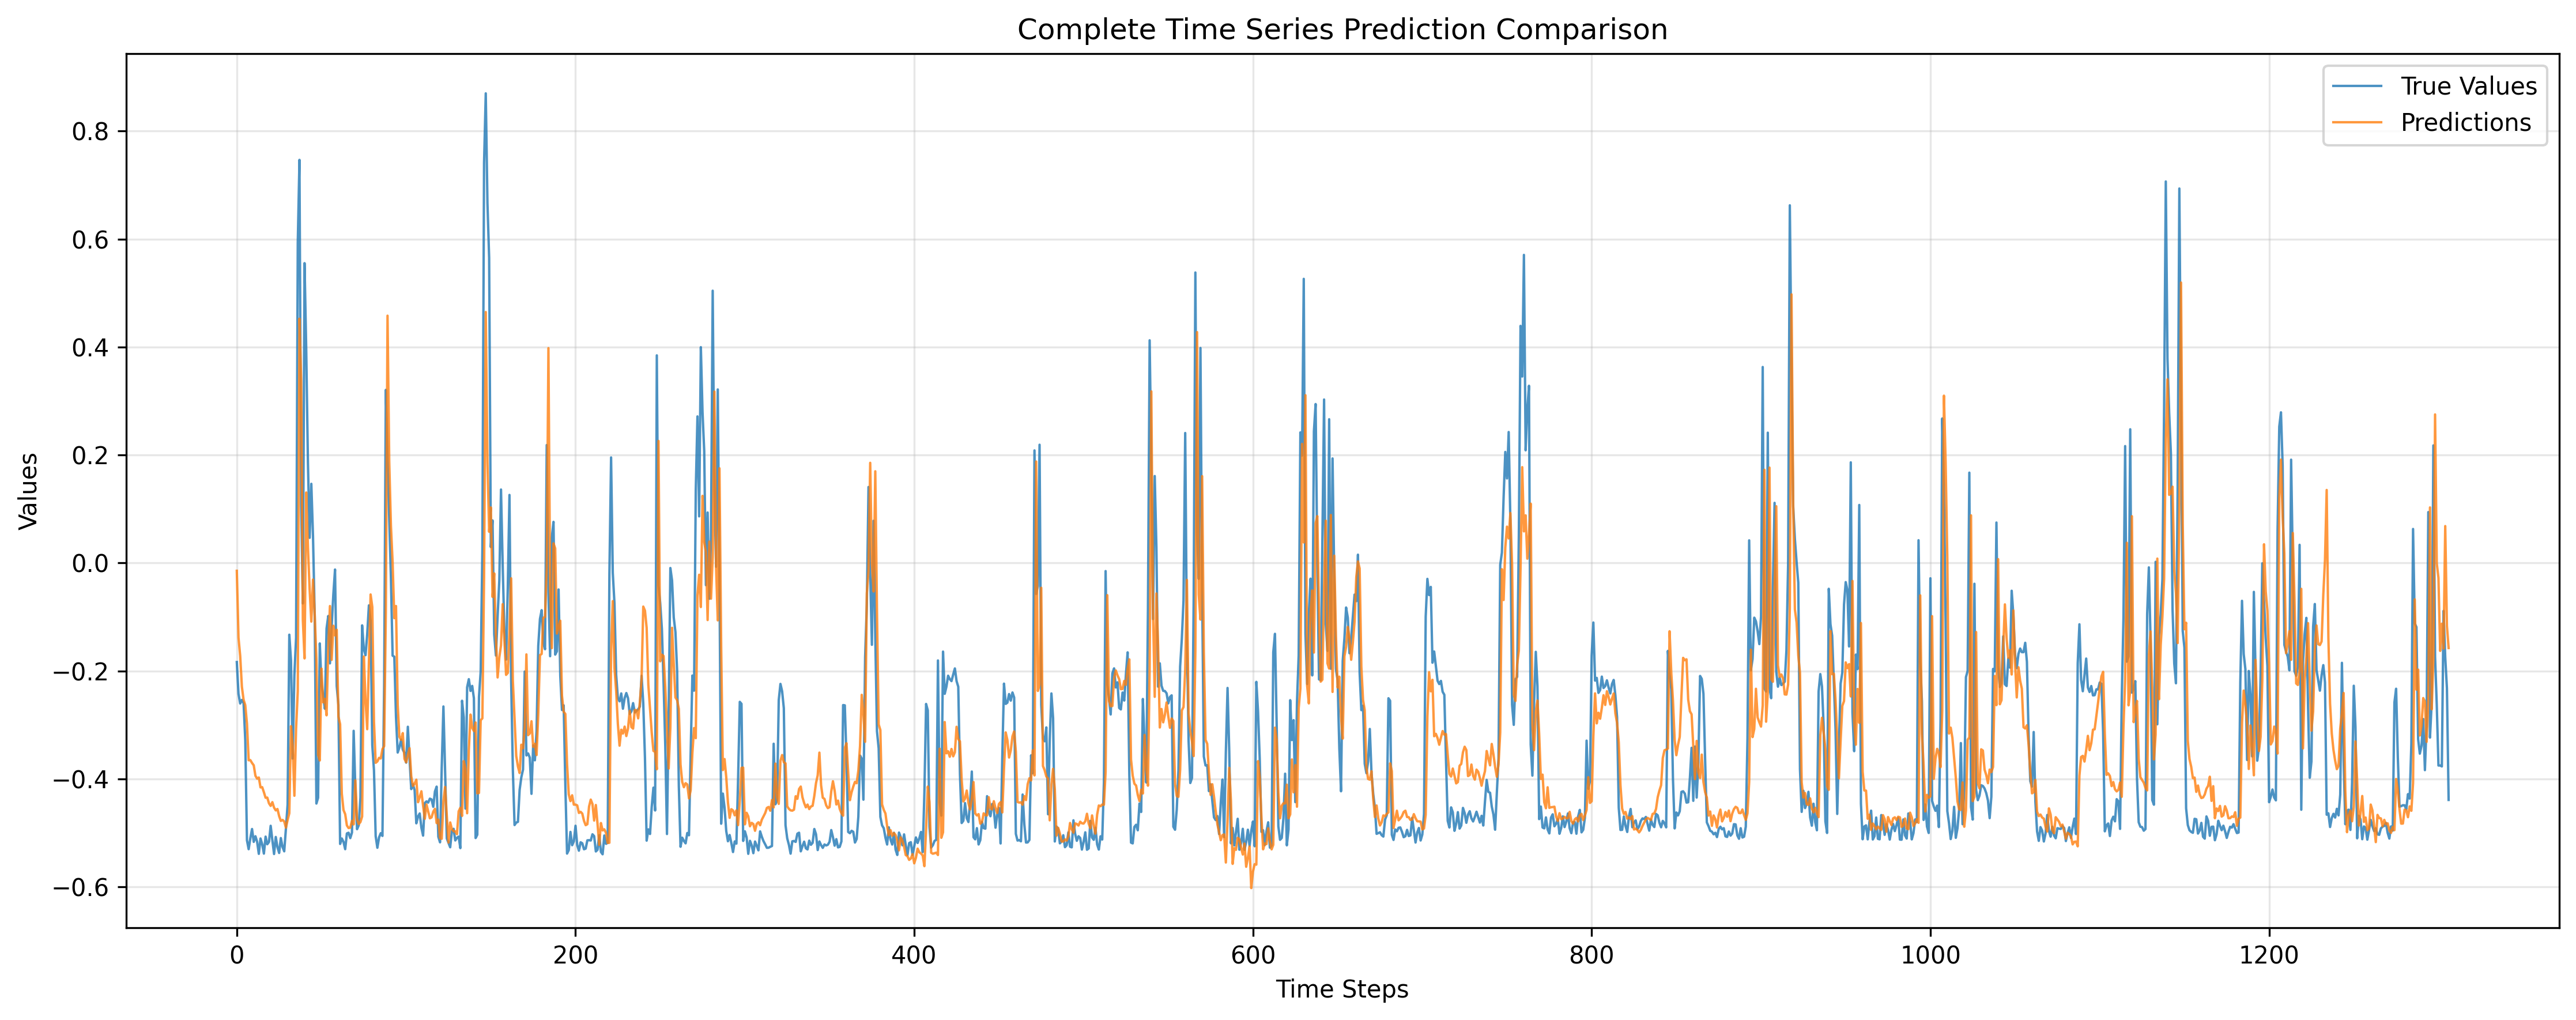 Complete Time Series Prediction Comparison
True Values
Predictions
Values
0.8
0.6
0.4
0.2
0.0
−0.2
−0.4
−0.6
0 200 400 600 800 1000 1200
Time Steps